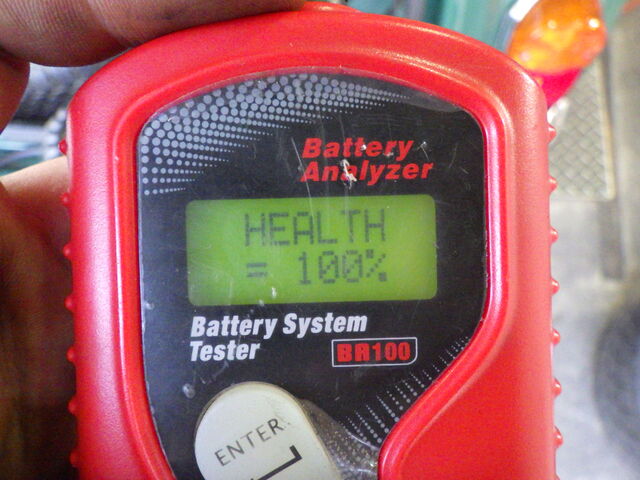 Battery
Analyzer
HEALTH
= 100%
Battery System
Tester
BR100
ENTER